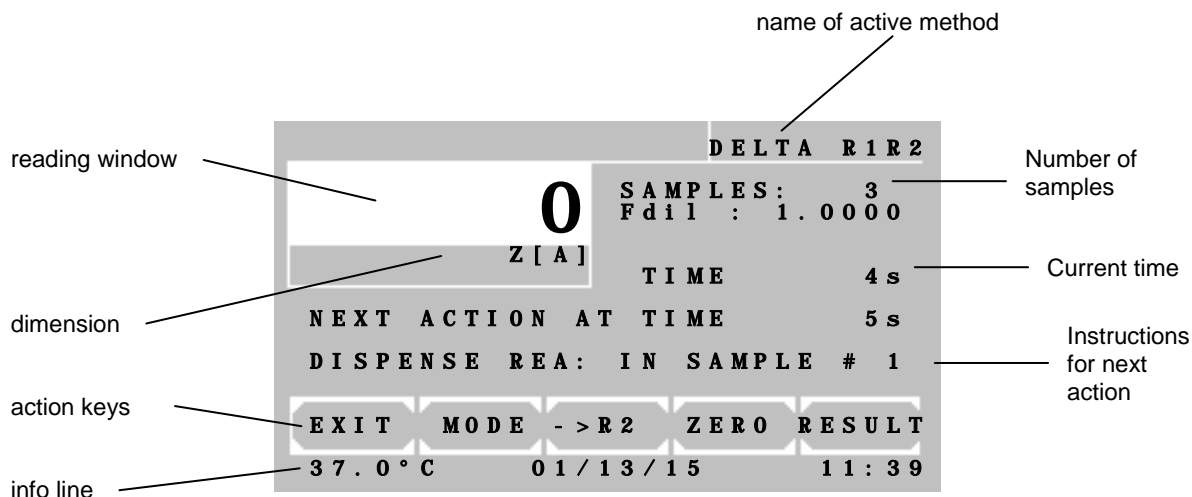 name of active method
DELTA R1R2
reading window
Number of
samples
SAMPLES: 3
0
Fdil : 1.0000
Z[A]
Current time
TIME 4s
dimension
NEXT ACTION AT TIME 5s
Instructions
for next
action
DISPENSE REA: IN SAMPLE # 1
action keys
EXIT MODE ->R2 ZERO RESULT
37.0°C 01/13/15 11:39
info line